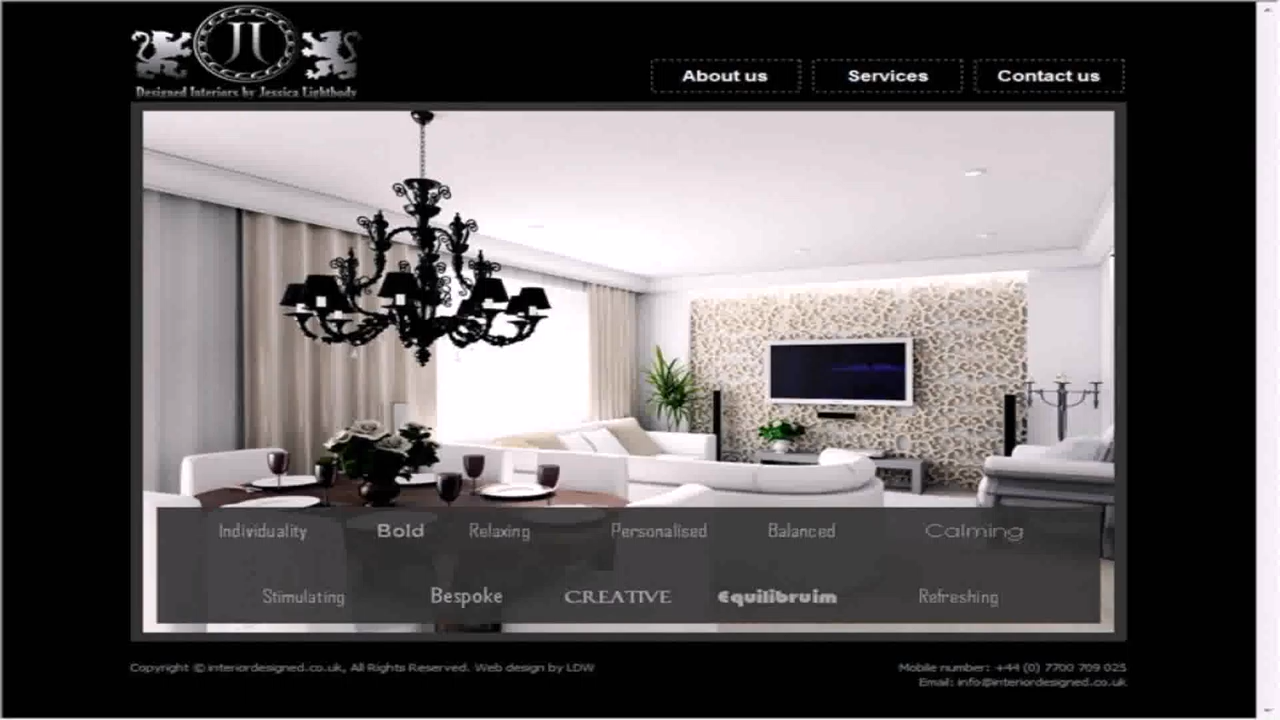 JL
Designed Interiors by Jessica Lightbody
About us Services Contact us
Individuality Bold Relaxing Personalised Balanced Calming
Stimulating Bespoke CREATIVE Equilibruim Refreshing
Copyright © interiordesigned.co.uk, All Rights Reserved. Web design by LDW
Mobile number: +44 (0) 7700 709 025
Email: info@interiordesigned.co.uk